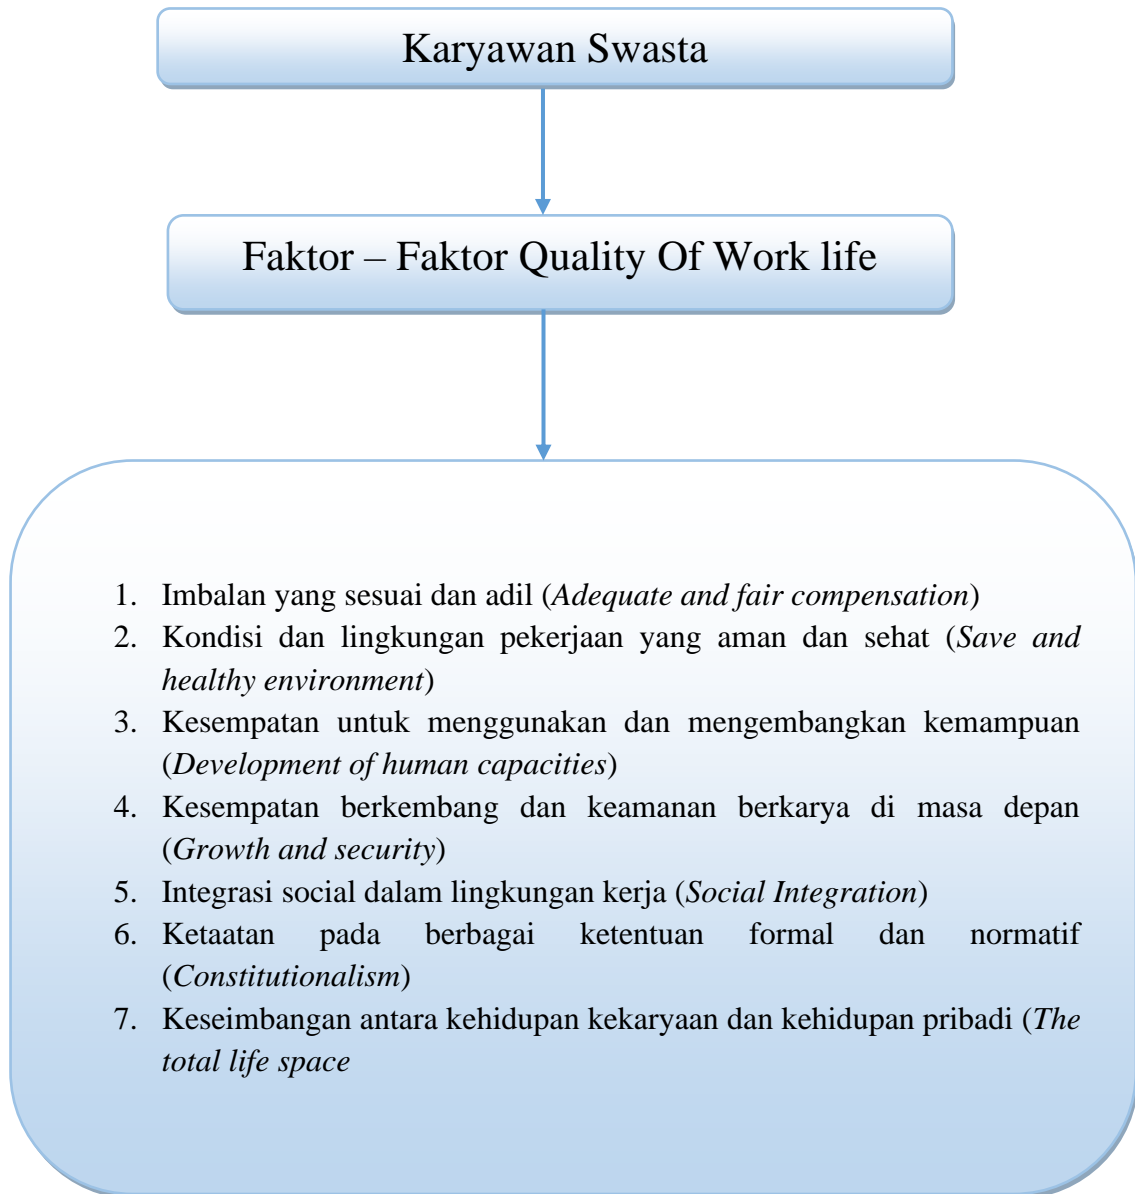 Karyawan Swasta
Faktor – Faktor Quality Of Work life
1. Imbalan yang sesuai dan adil (Adequate and fair compensation)
2. Kondisi dan lingkungan pekerjaan yang aman dan sehat (Save and
healthy environment)
3. Kesempatan untuk menggunakan dan mengembangkan kemampuan
(Development of human capacities)
4. Kesempatan berkembang dan keamanan berkarya di masa depan
(Growth and security)
5. Integrasi social dalam lingkungan kerja (Social Integration)
6. Ketaatan pada berbagai ketentuan formal dan normatif
(Constitutionalism)
7. Keseimbangan antara kehidupan kekaryaan dan kehidupan pribadi (The
total life space